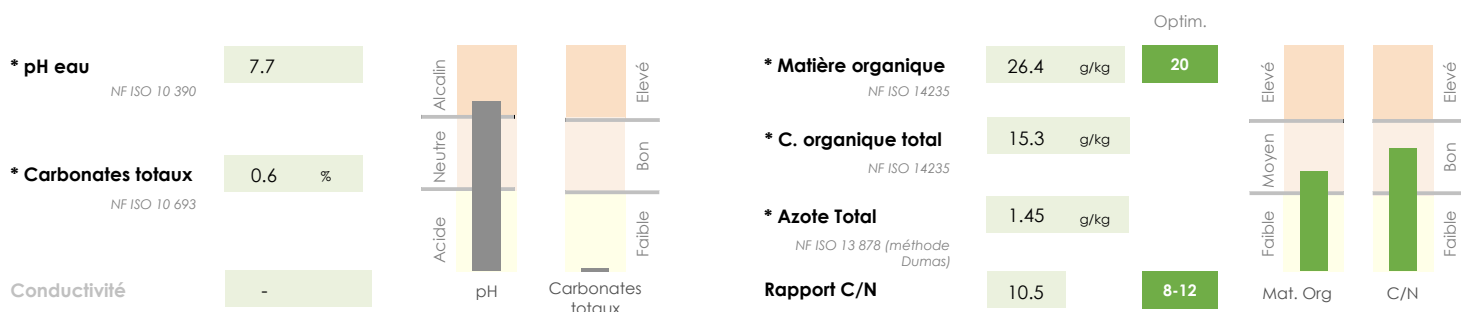 Optim.
* pH eau
7.7
NF ISO 10 390
* Carbonates totaux
0.6 %
NF ISO 10 693
Conductivité
-
Alcalin
Neutre
Acide
Elevé
Bon
Faible
pH
Carbonates
totaux
* Matière organique
26.4 g/kg
20
NF ISO 14235
* C. organique total
15.3 g/kg
NF ISO 14235
* Azote Total
1.45 g/kg
NF ISO 13 878 (méthode
Dumas)
Rapport C/N
10.5
8-12
Elevé
Moyen
Faible
Elevé
Bon
Faible
Mat. Org
C/N